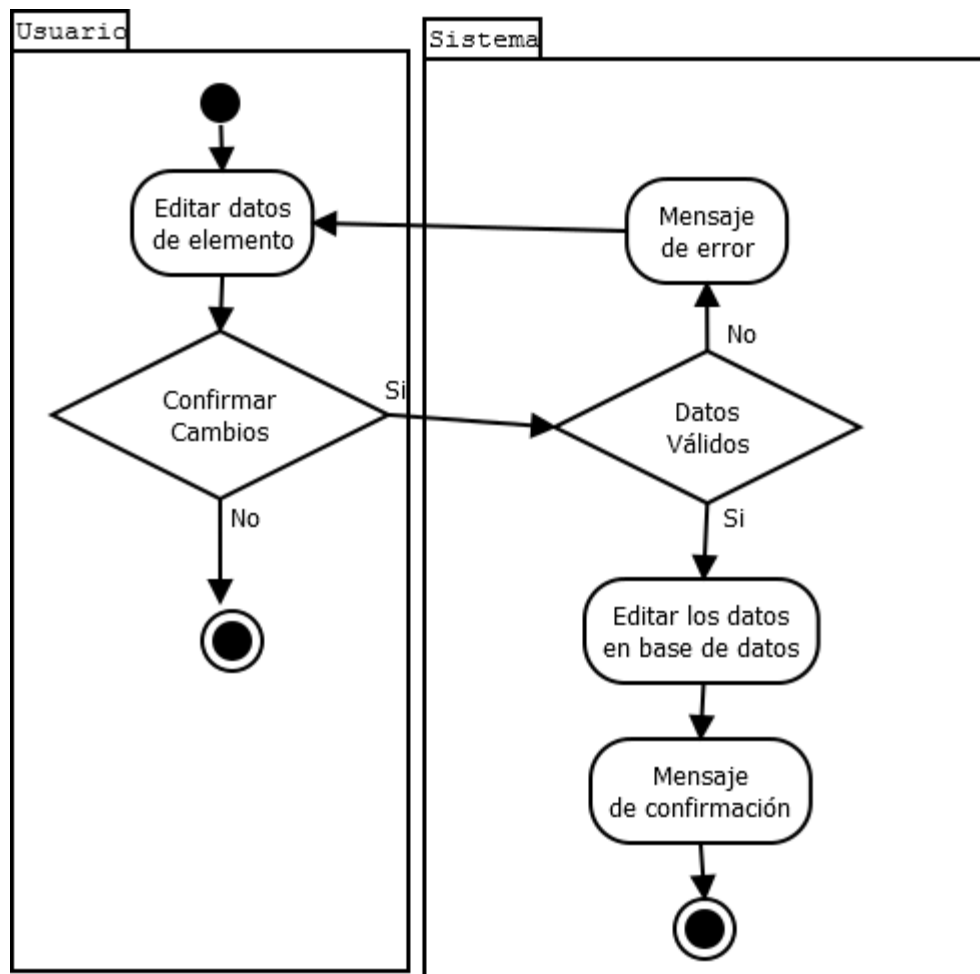 Usuario
Sistema
Editar datos
de elemento
Mensaje
de error
No
Confirmar
Cambios
Si
Datos
Válidos
No
Si
Editar los datos
en base de datos
Mensaje
de confirmación